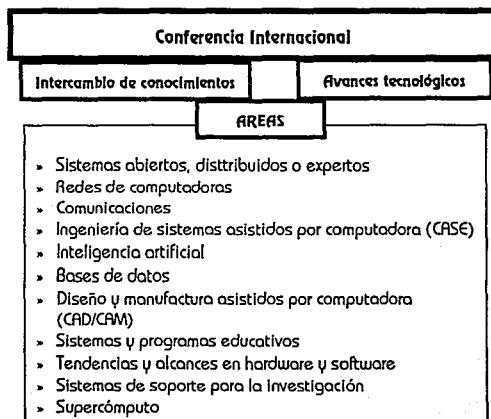 Conferencia Internacional
Intercambio de conocimientos
Avances tecnológicos
AREAS
» Sistemas abiertos, disttribuidos o expertos
» Redes de computadoras
» Comunicaciones
» Ingeniería de sistemas asistidos por computadora (CASE)
» Inteligencia artificial
» Bases de datos
» Diseño y manufactura asistidos por computadora
(CAD/CAM)
» Sistemas y programas educativos
» Tendencias y alcances en hardware y software
» Sistemas de soporte para la investigación
» Supercómputo